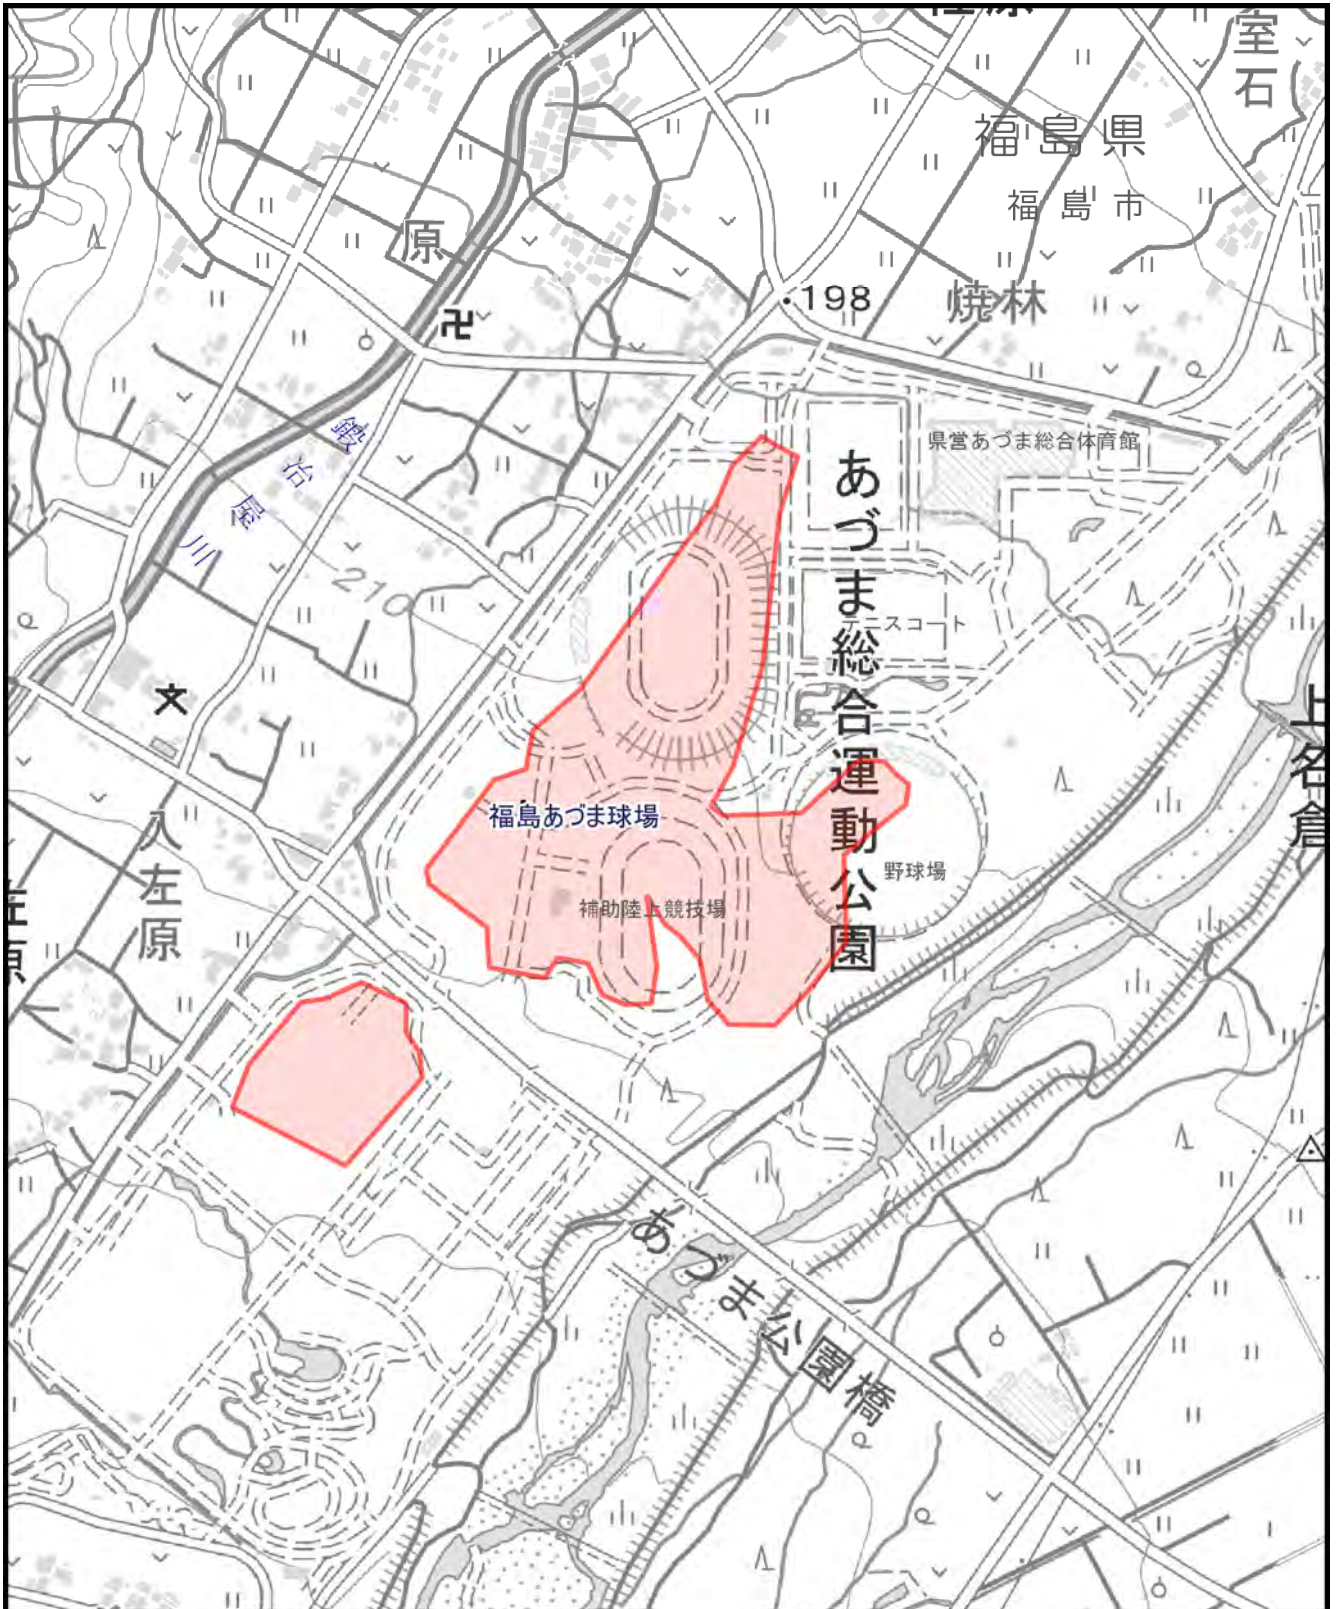 室石
福島県
福島市
原
198
焼林
県営あづま総合体育館
鍛治屋川
あづま総合運動公園
210
テニスコート
上名倉
福島あづま球場
八左原
野球場
補助陸上競技場
あづま公園橋